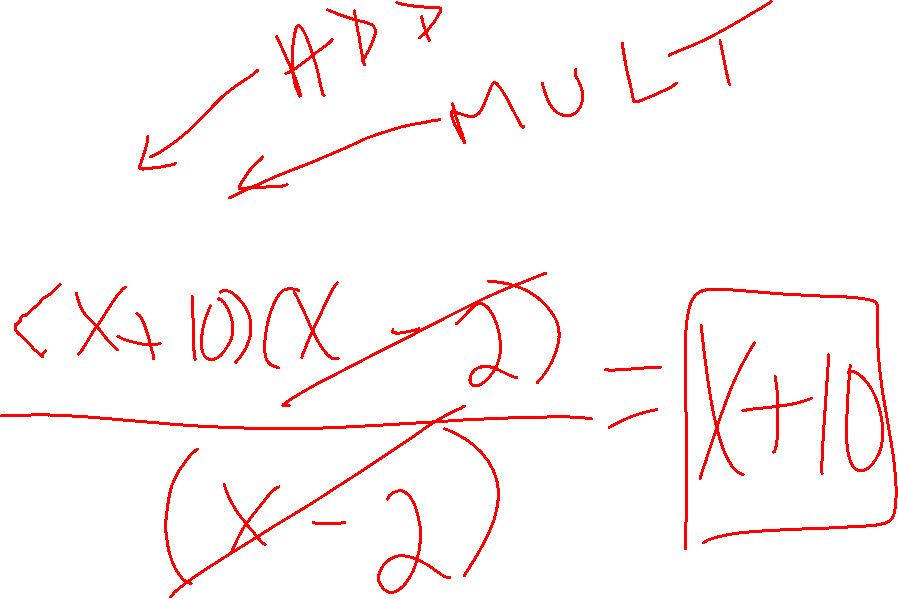 ADD
MULT
(x+10)(x-2)
= x+10
(x-2)